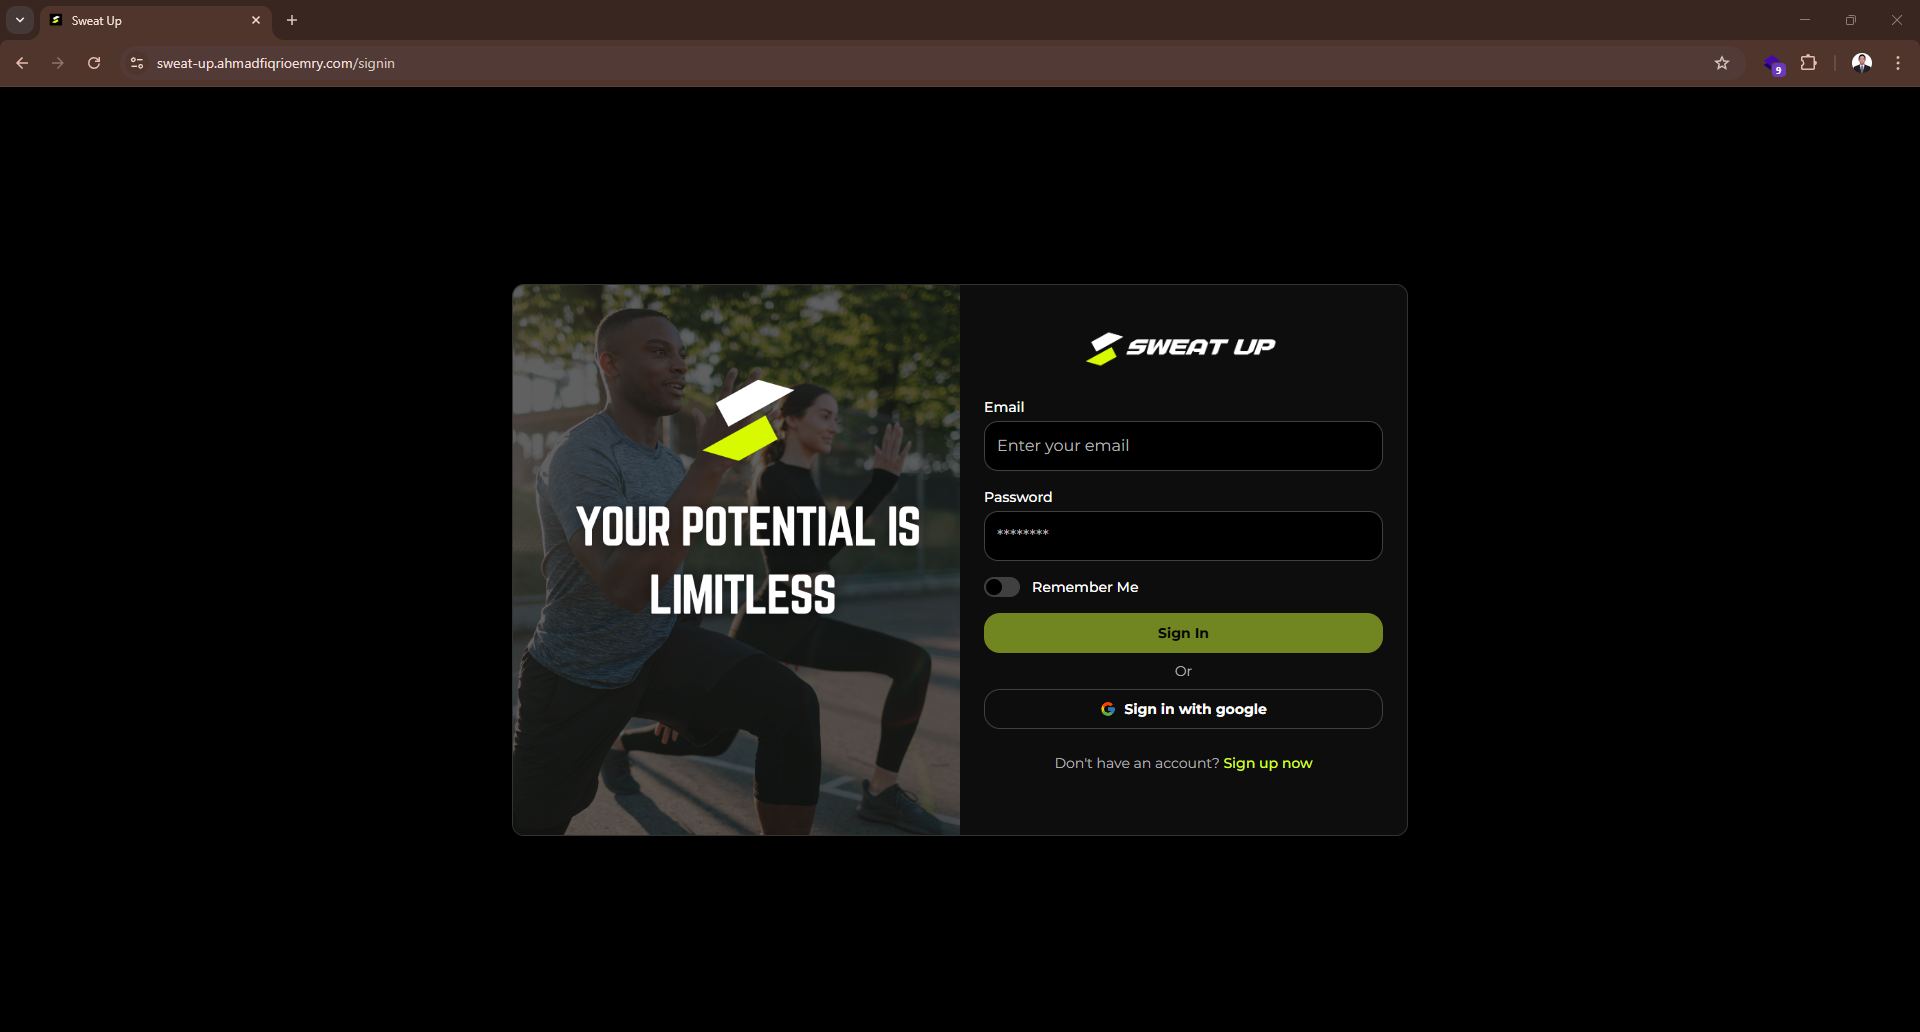 Sweat Up
sweat-up.ahmadfiqrioemry.com/signin
9
YOUR POTENTIAL IS
LIMITLESS
SWEAT UP
Email
Enter your email
Password
********
Remember Me
Sign In
Or
Sign in with google
Don't have an account? Sign up now